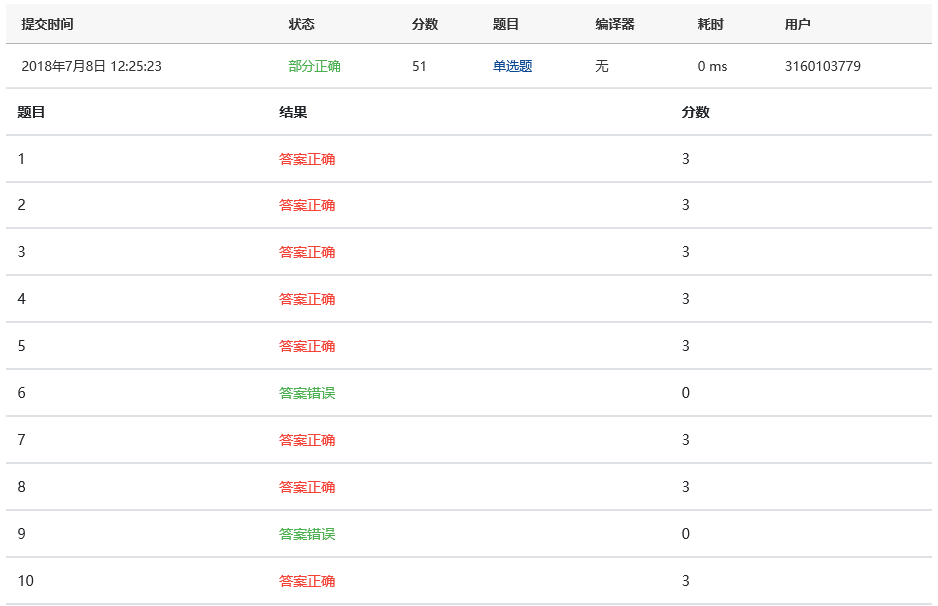 提交时间 状态 分数 题目 编译器 耗时 用户
2018年7月8日 12:25:23 部分正确 51 单选题 无 0 ms 3160103779
题目 结果 分数
1 答案正确 3
2 答案正确 3
3 答案正确 3
4 答案正确 3
5 答案正确 3
6 答案错误 0
7 答案正确 3
8 答案正确 3
9 答案错误 0
10 答案正确 3